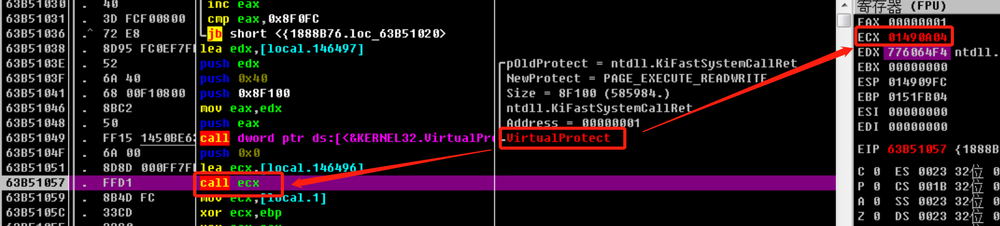 63B51030 . 40 inc eax
63B51031 . 3D FCF00800 cmp eax,0x8F0FC
63B51036 .^ 72 E8 jb short <{1888B76.loc_63B51020>
63B51038 . 8D95 FC0EF7F lea edx,[local.146497]
63B5103E . 52 push edx pOldProtect = ntdll.KiFastSystemCallRet
63B5103F . 6A 40 push 0x40 NewProtect = PAGE_EXECUTE_READWRITE
63B51041 . 68 00F10800 push 0x8F100 Size = 8F100 (585984.)
63B51046 . 8BC2 mov eax,edx ntdll.KiFastSystemCallRet
63B51048 . 50 push eax Address = 00000001
63B51049 . FF15 1450BE63 call dword ptr ds:[<&KERNEL32.VirtualPr VirtualProtect
63B5104F . 6A 00 push 0x0
63B51051 . 8D8D 000FF7F lea ecx,[local.146496]
63B51057 . FFD1 call ecx
63B51059 . 8B4D FC mov ecx,[local.1]
63B5105C . 33CD xor ecx,ebp
寄存器 (FPU)
EAX 00000001
ECX 01490A04
EDX 776064F4 ntdll.
EBX 00000000
ESP 014909FC
EBP 0151FB04
ESI 00000000
EDI 00000000
EIP 63B51057 {1888B
C 0 ES 0023 32位 0
P 0 CS 001B 32位 0
A 0 SS 0023 32位 0
Z 0 DS 0023 32位 0